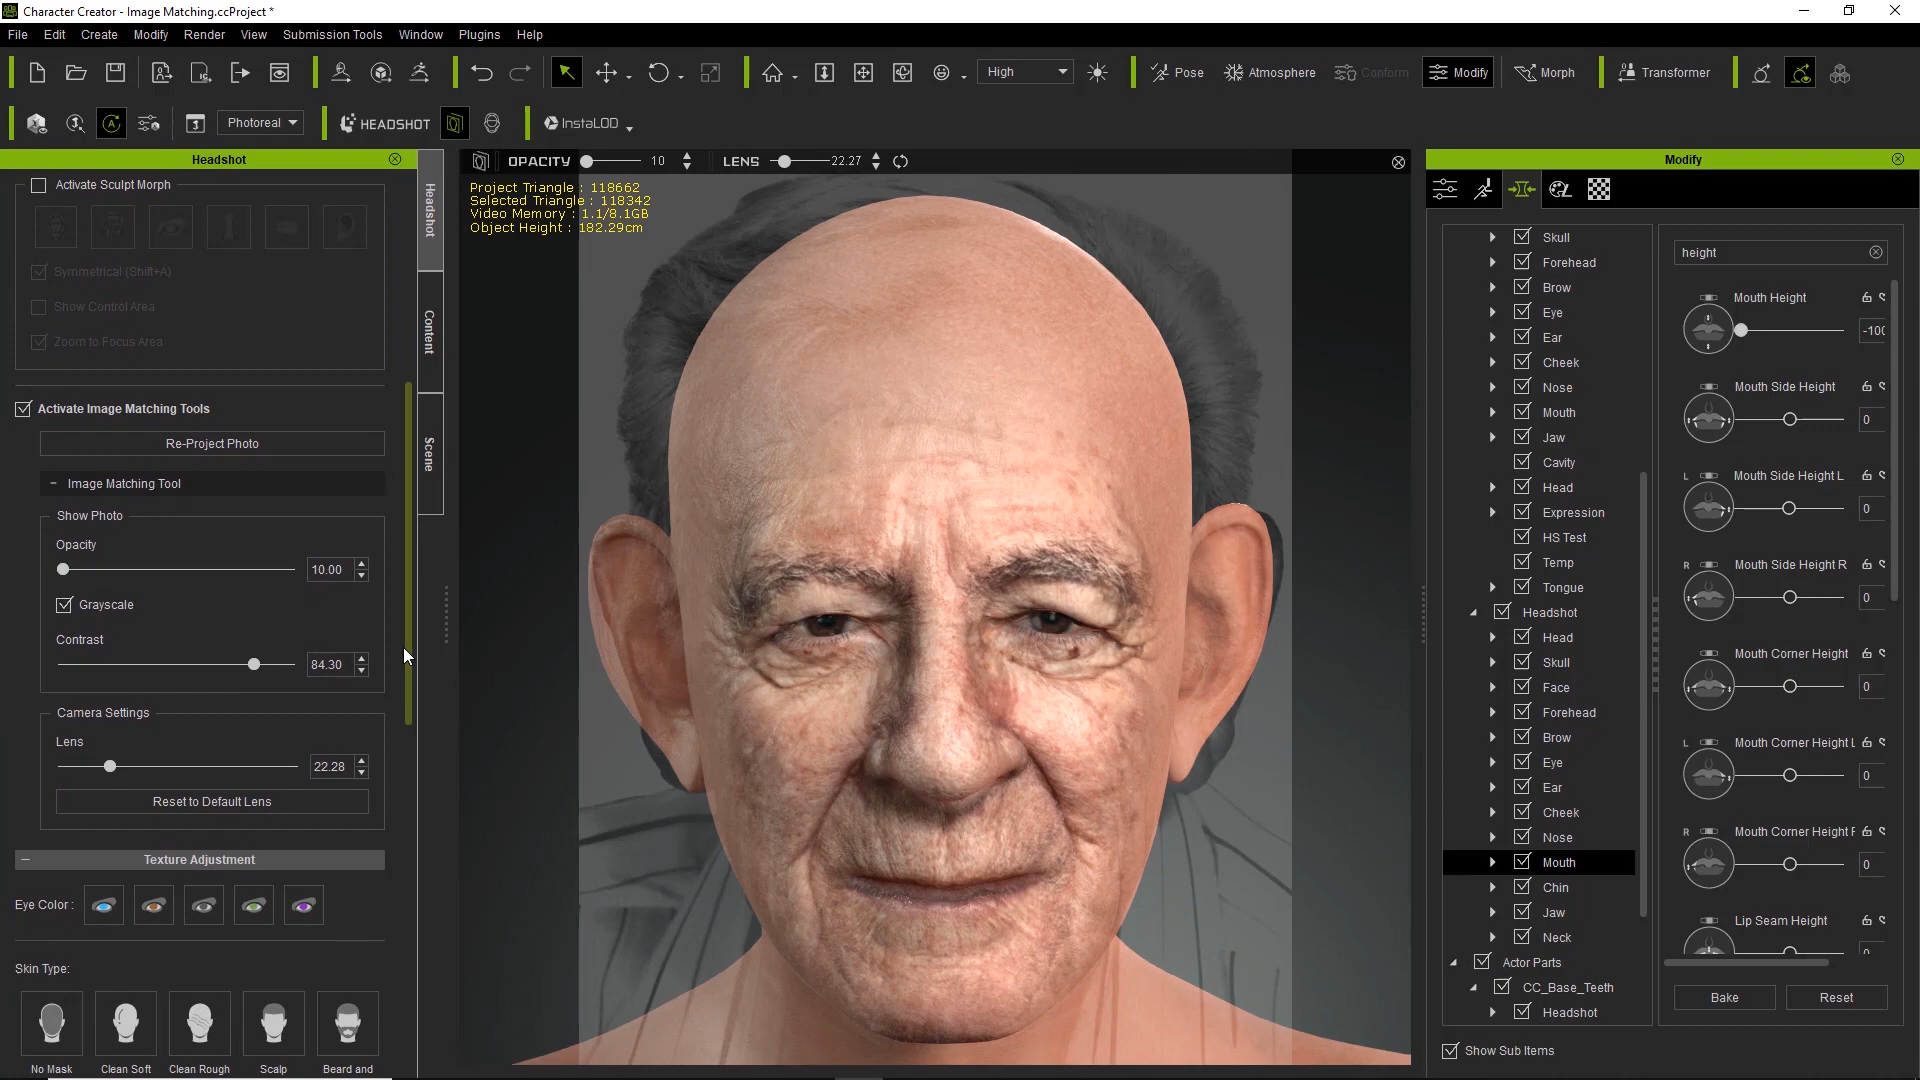 Character Creator - Image Matching.ccProject *
File Edit Create Modify Render View Submission Tools Window Plugins Help
High Pose Atmosphere Conform Modify Morph Transformer
Photoreal HEADSHOT InstaLOD
Headshot
Activate Sculpt Morph
Symmetrical (Shift+A)
Show Control Area
Zoom to Focus Area
Activate Image Matching Tools
Re-Project Photo
Image Matching Tool
Show Photo
Opacity
10.00
Grayscale
Contrast
84.30
Camera Settings
Lens
22.28
Reset to Default Lens
Texture Adjustment
Eye Color :
Skin Type:
No Mask Clean Soft Clean Rough Scalp Beard and
Headshot
Content
Scene
OPACITY 10 LENS 22.27
Project Triangle : 118662
Selected Triangle : 118342
Video Memory : 1.1/8.1GB
Object Height : 182.29cm
Modify
Skull
Forehead
Brow
Eye
Ear
Cheek
Nose
Mouth
Jaw
Cavity
Head
Expression
HS Test
Temp
Tongue
Headshot
Head
Skull
Face
Forehead
Brow
Eye
Ear
Cheek
Nose
Mouth
Chin
Jaw
Neck
Actor Parts
CC_Base_Teeth
Headshot
Show Sub Items
height
Mouth Height
-100
Mouth Side Height
0
L Mouth Side Height L
0
R Mouth Side Height R
0
Mouth Corner Height
0
L Mouth Corner Height L
0
R Mouth Corner Height
0
Lip Seam Height
Bake Reset